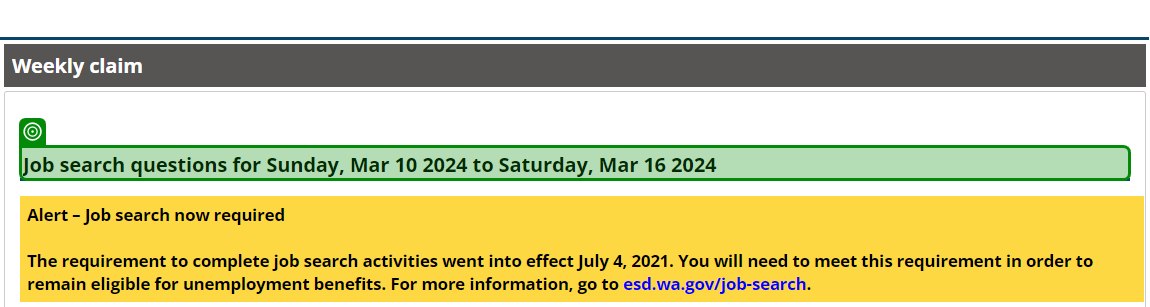 Weekly claim
Job search questions for Sunday, Mar 10 2024 to Saturday, Mar 16 2024
Alert – Job search now required
The requirement to complete job search activities went into effect July 4, 2021. You will need to meet this requirement in order to
remain eligible for unemployment benefits. For more information, go to esd.wa.gov/job-search.